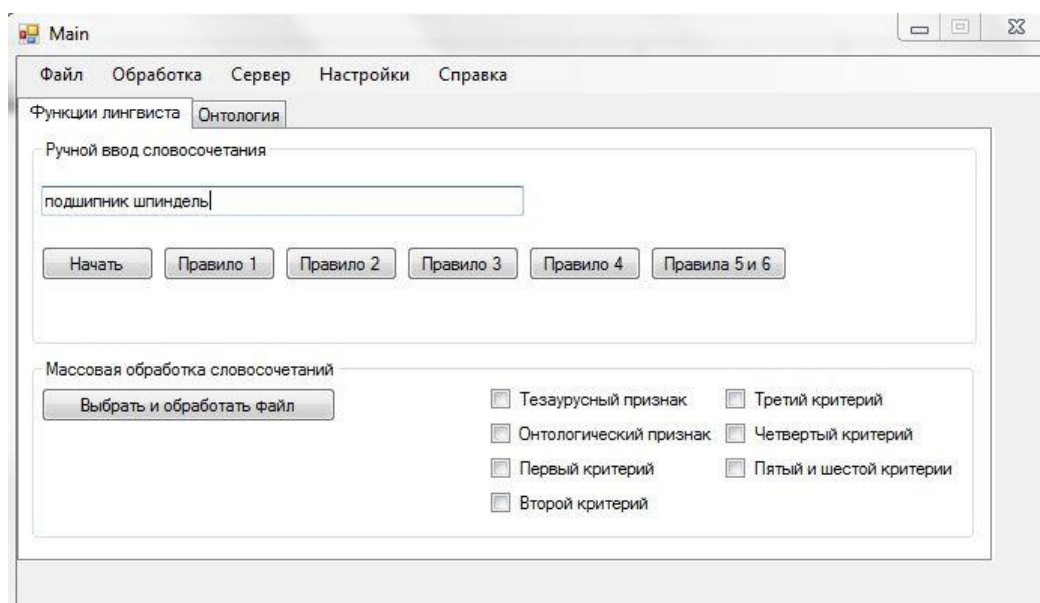 Main
Файл Обработка Сервер Настройки Справка
Функции лингвиста Онтология
Ручной ввод словосочетания
подшипник шпиндель
Начать Правило 1 Правило 2 Правило 3 Правило 4 Правила 5 и 6
Массовая обработка словосочетаний
Выбрать и обработать файл
Тезаурусный признак Третий критерий
Онтологический признак Четвертый критерий
Первый критерий Пятый и шестой критерии
Второй критерий